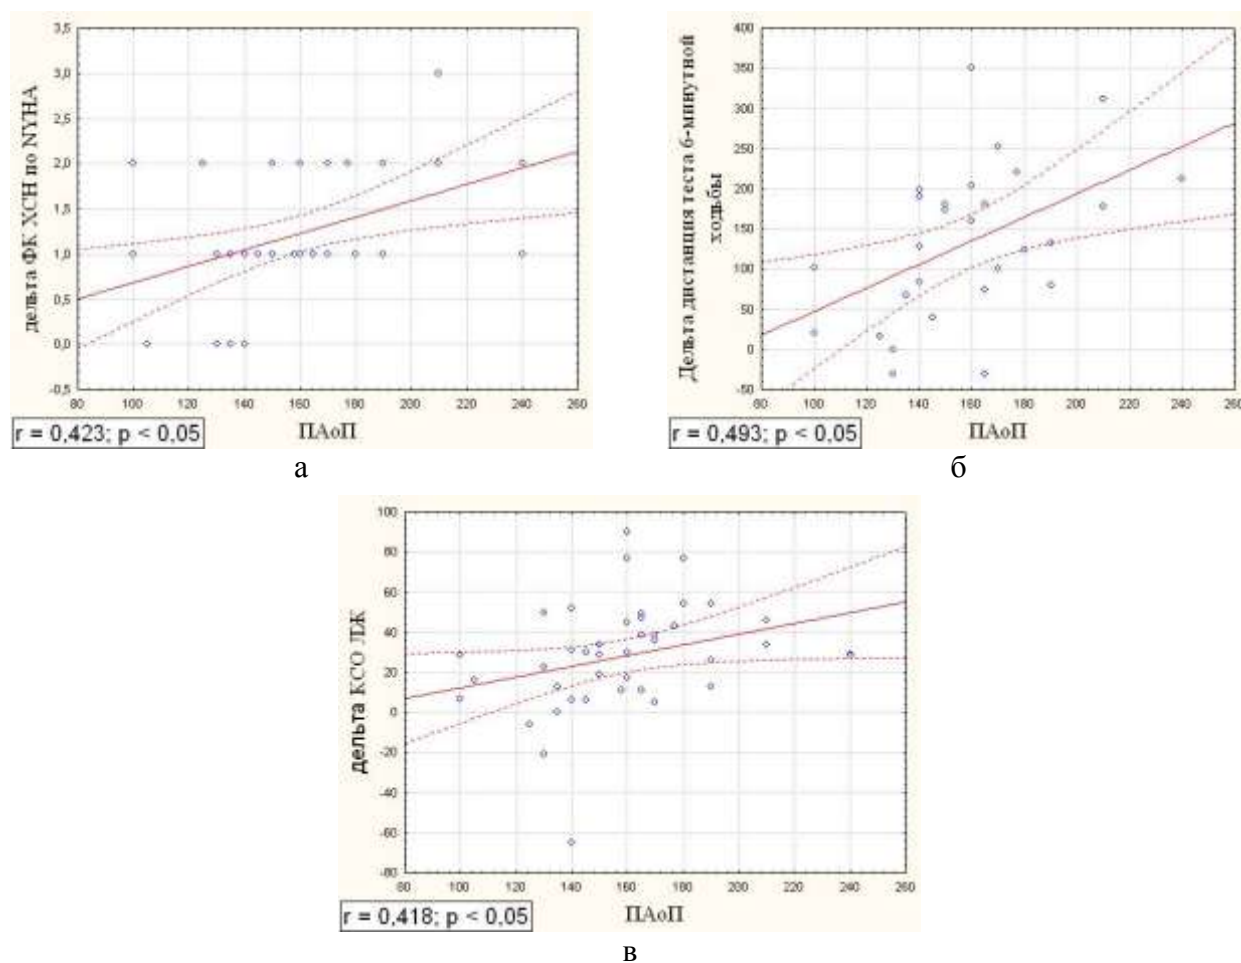 дельта ФК ХСН по NYHA
3,5
3,0
2,5
2,0
1,5
1,0
0,5
0,0
-0,5
80 100 120 140 160 180 200 220 240 260
r = 0,423; p < 0,05
ПАоП
а
Дельта дистанция теста 6-минутной
ходьбы
400
350
300
250
200
150
100
50
0
-50
60 80 100 120 140 160 180 200 220 240 260
r = 0,493; p < 0,05
ПАоП
б
дельта КСО ЛЖ
100
80
60
40
20
0
-20
-40
-60
-80
80 100 120 140 160 180 200 220 240 260
r = 0,418; p < 0,05
ПАоП
в